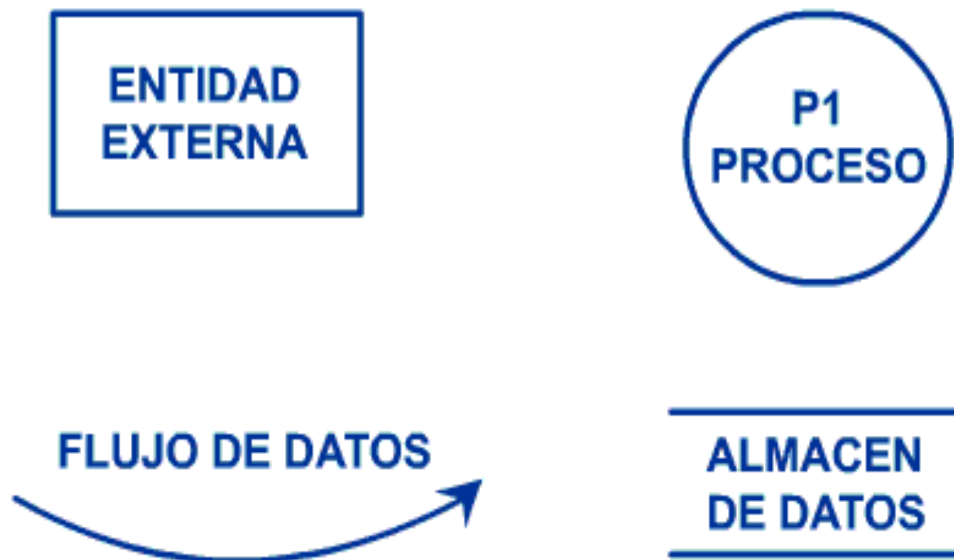 ENTIDAD
EXTERNA
P1
PROCESO
FLUJO DE DATOS
ALMACEN
DE DATOS